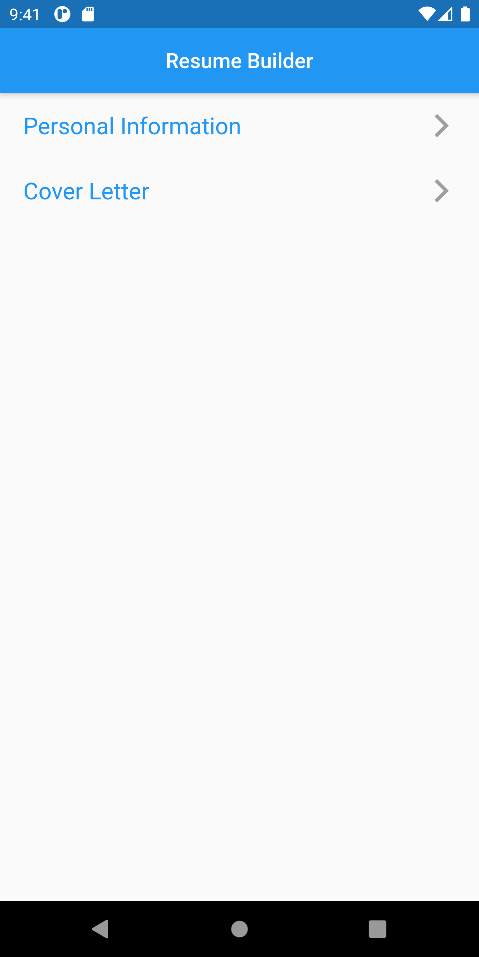 9:41
Resume Builder
Personal Information
Cover Letter